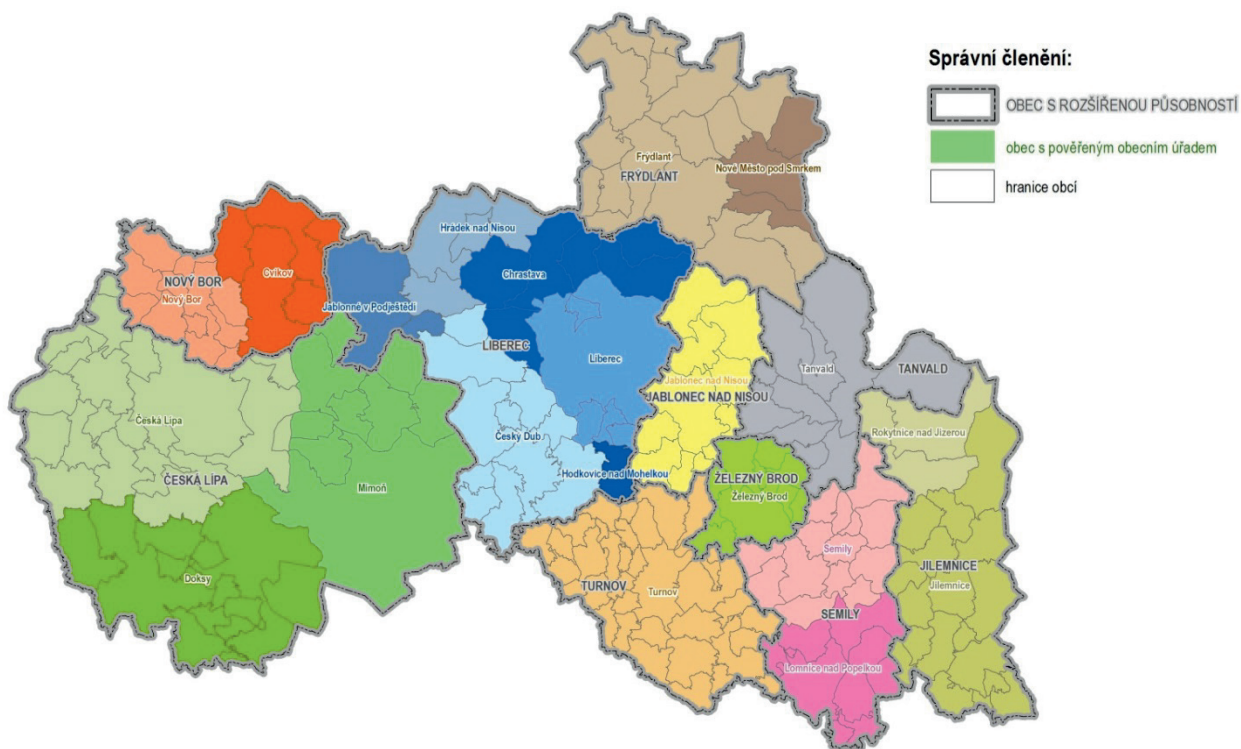 Správní členění:
OBEC S ROZŠÍŘENOU PŮSOBNOSTÍ
obec s pověřeným obecním úřadem
hranice obcí
Frýdlant
FRÝDLANT
Nové Město pod Smrkem
Hrádek nad Nisou
Chrastava
Cvikov
NOVÝ BOR
Nový Bor
Jablonné v Podještědí
LIBEREC
Liberec
Jablonec nad Nisou
JABLONEC NAD NISOU
Tanvald
TANVALD
Rokytnice nad Jizerou
Česká Lípa
ČESKÁ LÍPA
Český Dub
Hodkovice nad Mohelkou
Mimoň
ŽELEZNÝ BROD
Železný Brod
Doksy
TURNOV
Turnov
Semily
SEMILY
JILEMNICE
Jilemnice
Lomnice nad Popelkou